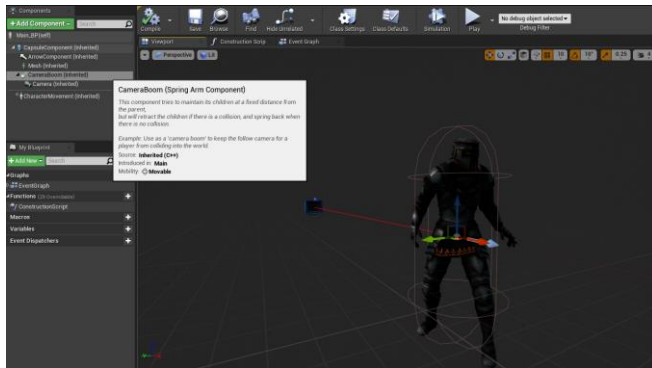 Components
+ Add Component
Search
Main_BP(self)
CapsuleComponent (Inherited)
ArrowComponent (Inherited)
Mesh (Inherited)
CameraBoom (Inherited)
Camera (Inherited)
CharacterMovement (Inherited)
My Blueprint
+ Add New
Search
Graphs
EventGraph
Functions (20 Overridable)
ConstructionScript
Macros
Variables
Event Dispatchers
Compile
Save
Browse
Find
Hide Unrelated
Class Settings
Class Defaults
Simulation
Play
No debug object selected
Debug Filter
Viewport
Construction Scrip
Event Graph
Perspective
Lit
10
10°
0.25
4
CameraBoom (Spring Arm Component)
This component tries to maintain its children at a fixed distance from
the parent,
but will retract the children if there is a collision, and spring back when
there is no collision.
Example: Use as a 'camera boom' to keep the follow camera for a
player from colliding into the world.
Source: Inherited (C++)
Introduced in: Main
Mobility: Movable